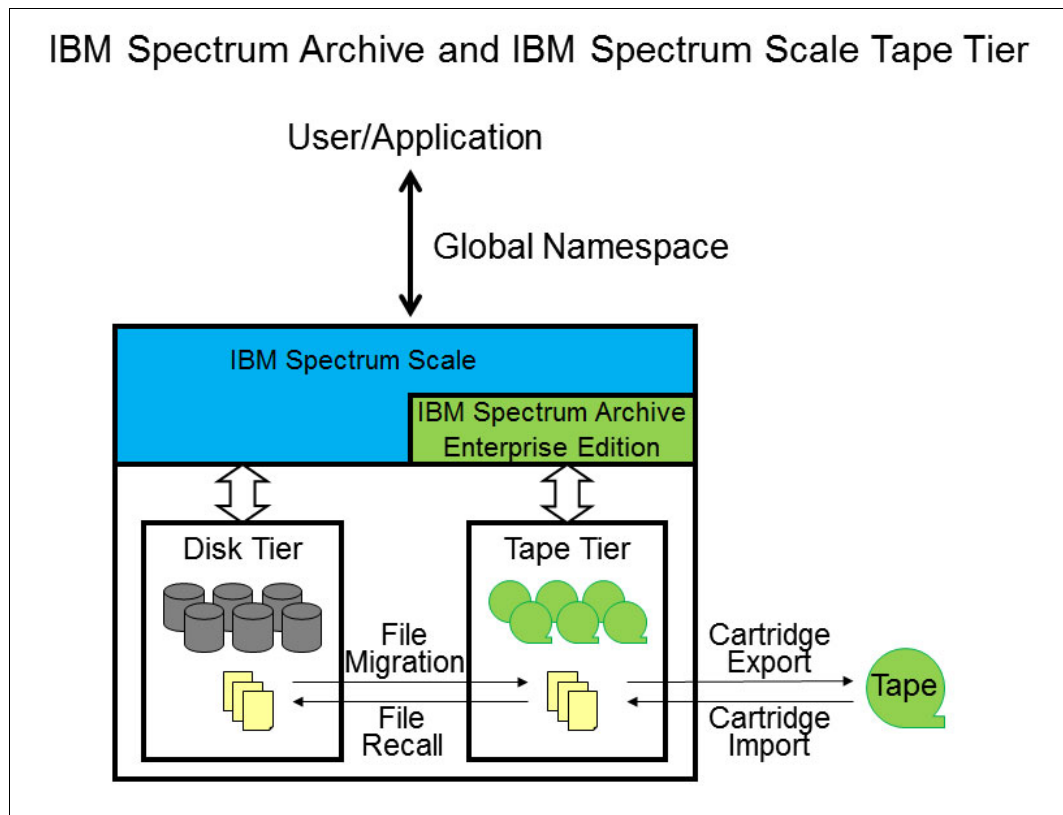 IBM Spectrum Archive and IBM Spectrum Scale Tape Tier
User/Application
Global Namespace
IBM Spectrum Scale
IBM Spectrum Archive
Enterprise Edition
Disk Tier
Tape Tier
File
Migration
File
Recall
Cartridge
Export
Cartridge
Import
Tape